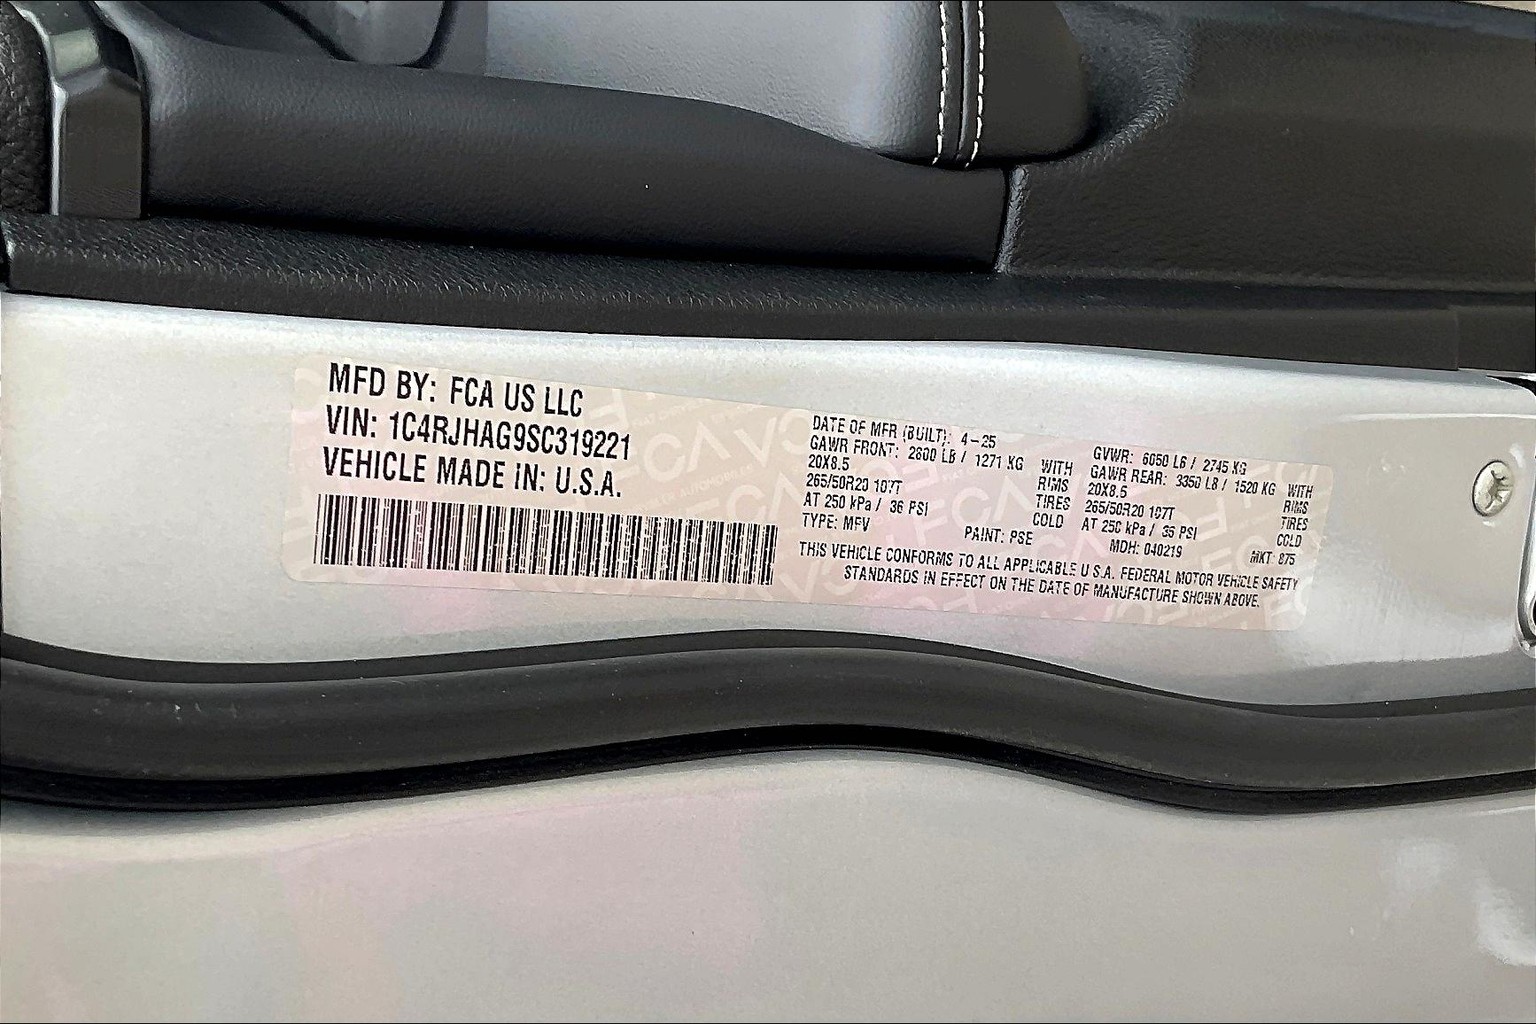 MFD BY: FCA US LLC
VIN: 1C4RJHAG9SC319221
VEHICLE MADE IN: U.S.A.
DATE OF MFR (BUILT): 4-25
GAWR FRONT: 2800 LB / 1271 KG WITH
20X8.5 RIMS
265/50R20 107T TIRES
AT 250 kPa / 36 PSI COLD
TYPE: MPV PAINT: PSE
GVWR: 6050 LB / 2745 KG
GAWR REAR: 3350 LB / 1520 KG WITH
20X8.5 RIMS
265/50R20 107T TIRES
AT 250 kPa / 36 PSI COLD
MDH: 040219 MKT: 875
THIS VEHICLE CONFORMS TO ALL APPLICABLE U.S.A. FEDERAL MOTOR VEHICLE SAFETY
STANDARDS IN EFFECT ON THE DATE OF MANUFACTURE SHOWN ABOVE.